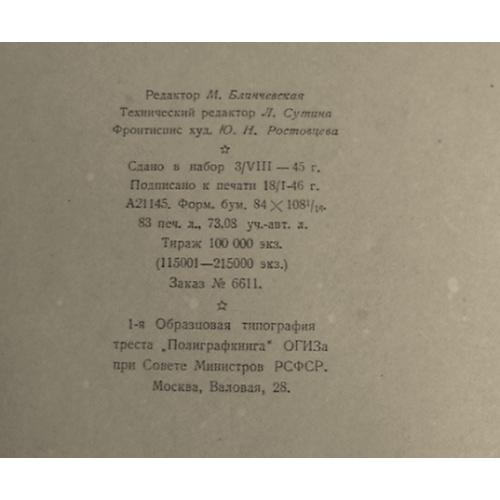 Редактор М. Блинчевская
Технический редактор Л. Сутина
Фронтиспис худ. Ю. Н. Ростовцева
☆
Сдано в набор 3/VIII — 45 г.
Подписано к печати 18/I-46 г.
А21145. Форм. бум. 84 × 108¹/₁₆.
83 печ. л., 73,08 уч.-авт. л.
Тираж 100 000 экз.
(115001—215000 экз.)
Заказ № 6611.
☆
1-я Образцовая типография
треста „Полиграфкнига" ОГИЗа
при Совете Министров РСФСР.
Москва, Валовая, 28.